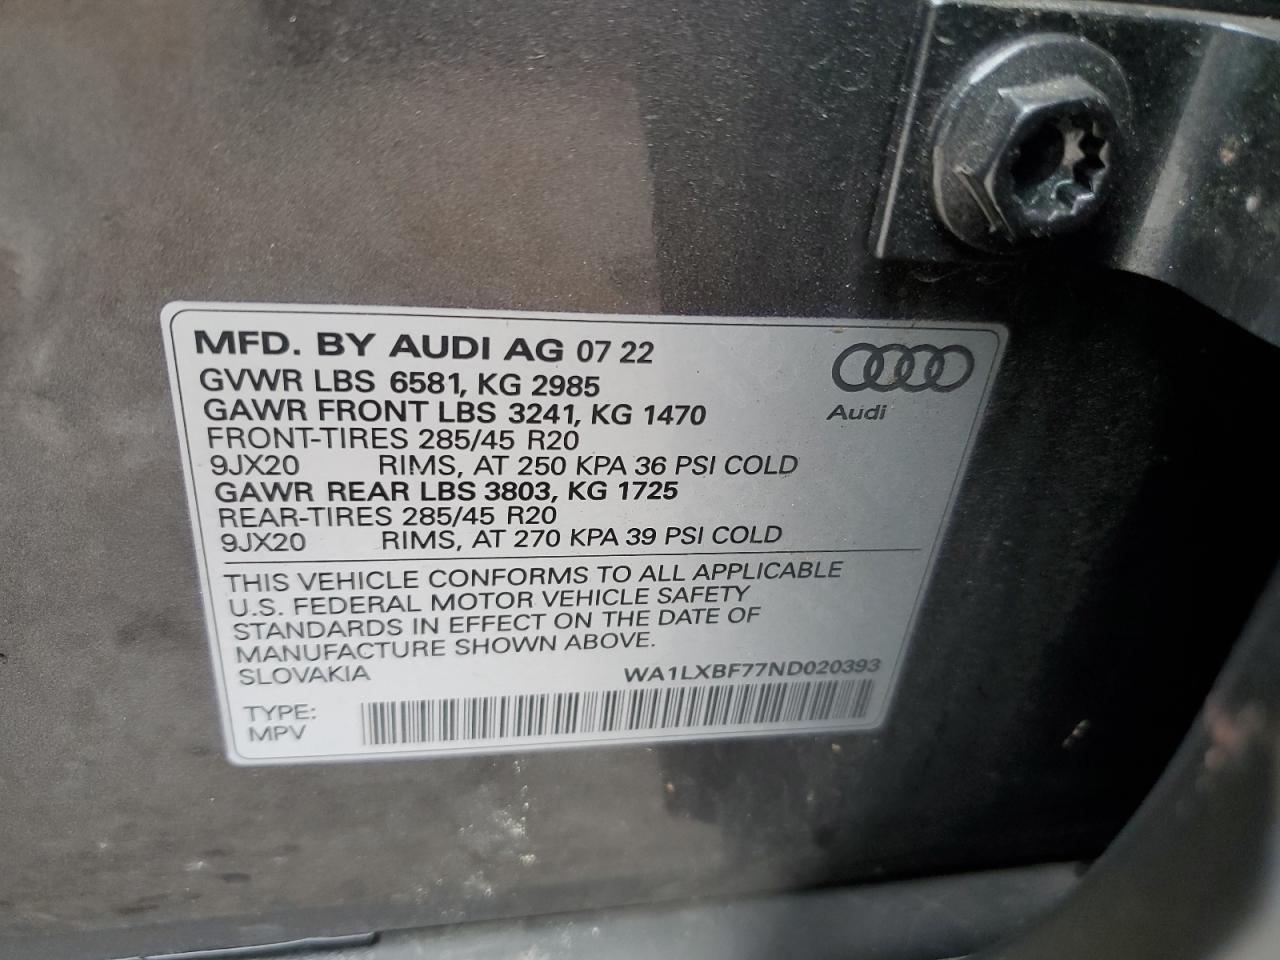 MFD. BY AUDI AG 07 22
GVWR LBS 6581, KG 2985
GAWR FRONT LBS 3241, KG 1470
FRONT-TIRES 285/45 R20
9JX20 RIMS, AT 250 KPA 36 PSI COLD
GAWR REAR LBS 3803, KG 1725
REAR-TIRES 285/45 R20
9JX20 RIMS, AT 270 KPA 39 PSI COLD
Audi
THIS VEHICLE CONFORMS TO ALL APPLICABLE
U.S. FEDERAL MOTOR VEHICLE SAFETY
STANDARDS IN EFFECT ON THE DATE OF
MANUFACTURE SHOWN ABOVE.
SLOVAKIA WA1LXBF77ND020393
TYPE:
MPV